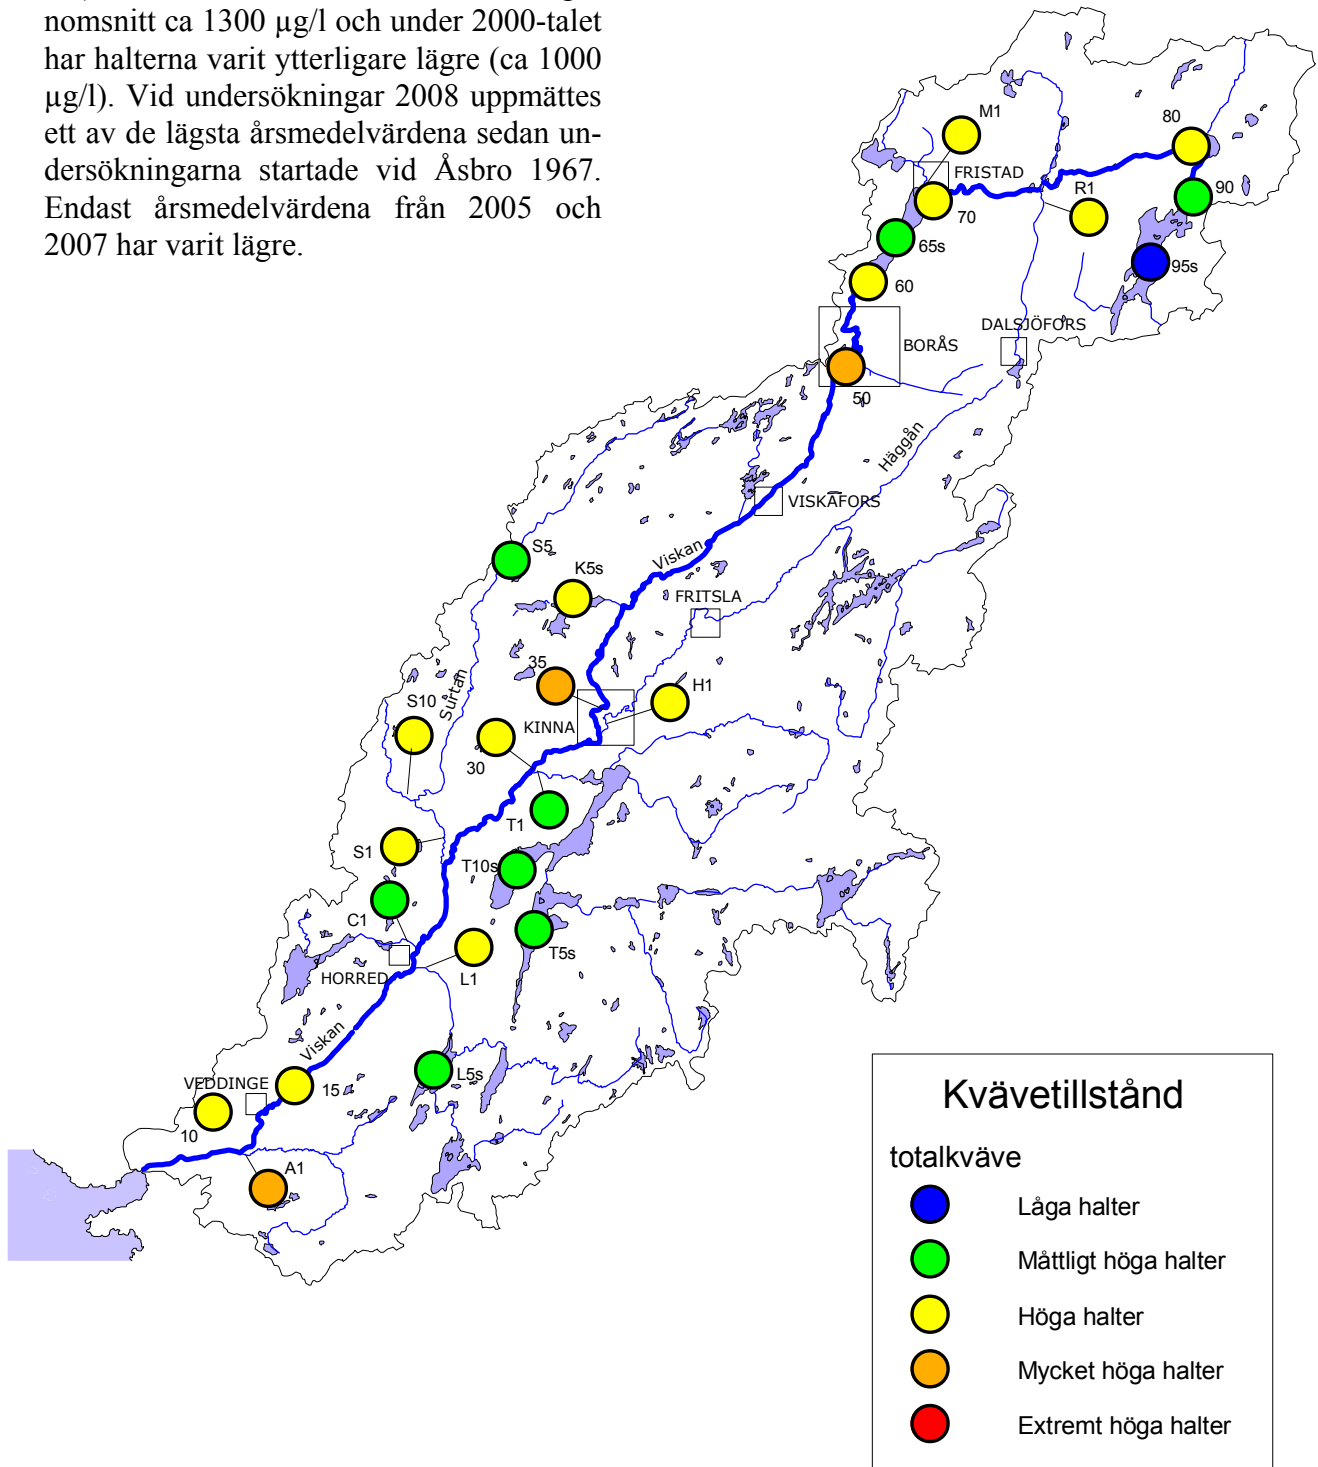 nomsnitt ca 1300 µg/l och under 2000-talet
har halterna varit ytterligare lägre (ca 1000
µg/l). Vid undersökningar 2008 uppmättes
ett av de lägsta årsmedelvärdena sedan un-
dersökningarna startade vid Åsbro 1967.
Endast årsmedelvärdena från 2005 och
2007 har varit lägre.
M1
80
FRISTAD
90
R1
70
65s
95s
60
DALSJÖFORS
BORÅS
50
Häggån
VISKAFORS
S5
Viskan
K5s
FRITSLA
35
H1
Surtan
S10
KINNA
30
T1
S1
T10s
C1
T5s
HORRED
L1
Viskan
L5s
VEDDINGE
15
10
A1
Kvävetillstånd
totalkväve
Låga halter
Måttligt höga halter
Höga halter
Mycket höga halter
Extremt höga halter